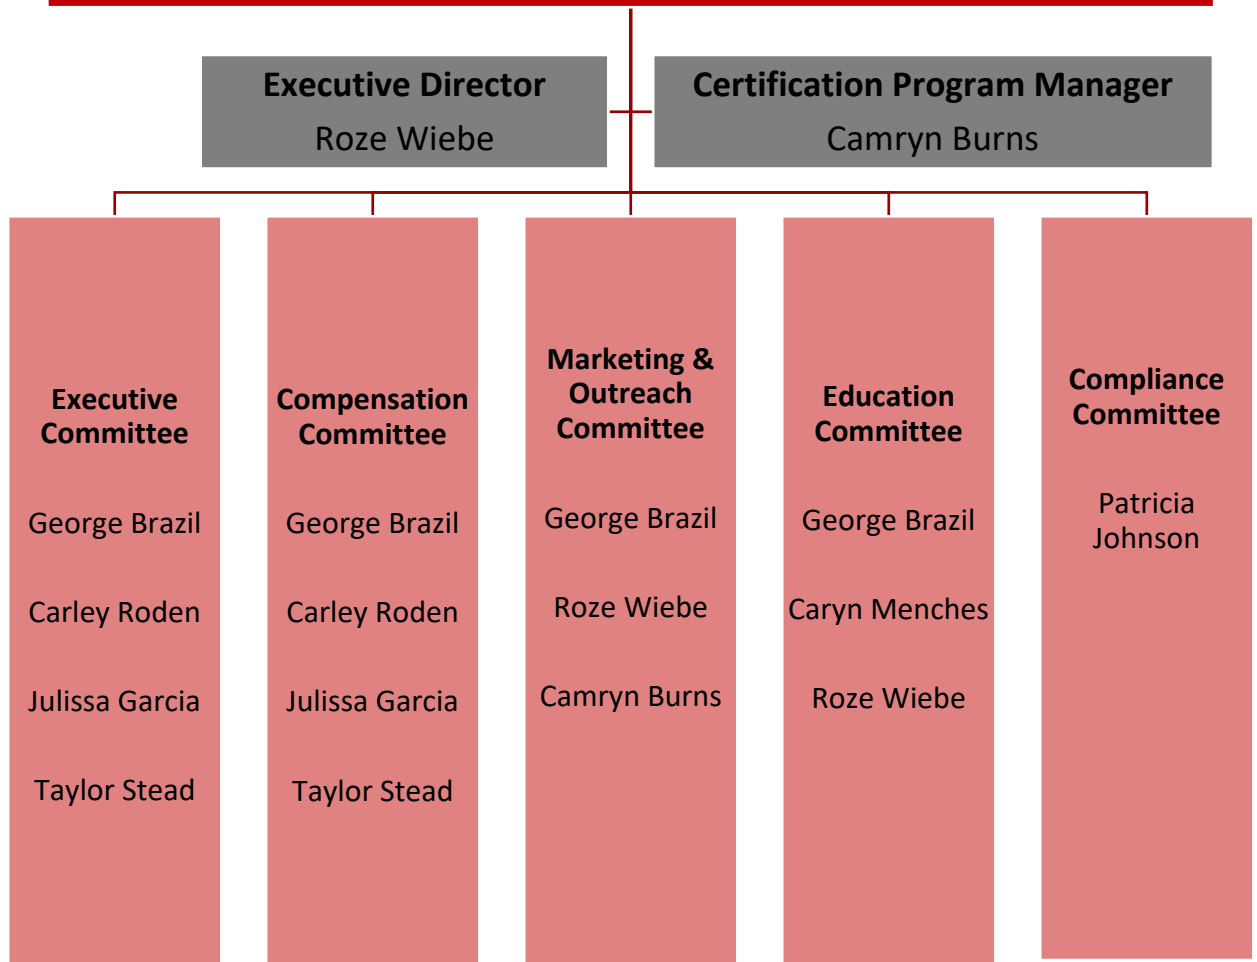 Executive Director
Roze Wiebe
Certification Program Manager
Camryn Burns
Executive
Committee
George Brazil
Carley Roden
Julissa Garcia
Taylor Stead
Compensation
Committee
George Brazil
Carley Roden
Julissa Garcia
Taylor Stead
Marketing &
Outreach
Committee
George Brazil
Roze Wiebe
Camryn Burns
Education
Committee
George Brazil
Caryn Menches
Roze Wiebe
Compliance
Committee
Patricia
Johnson